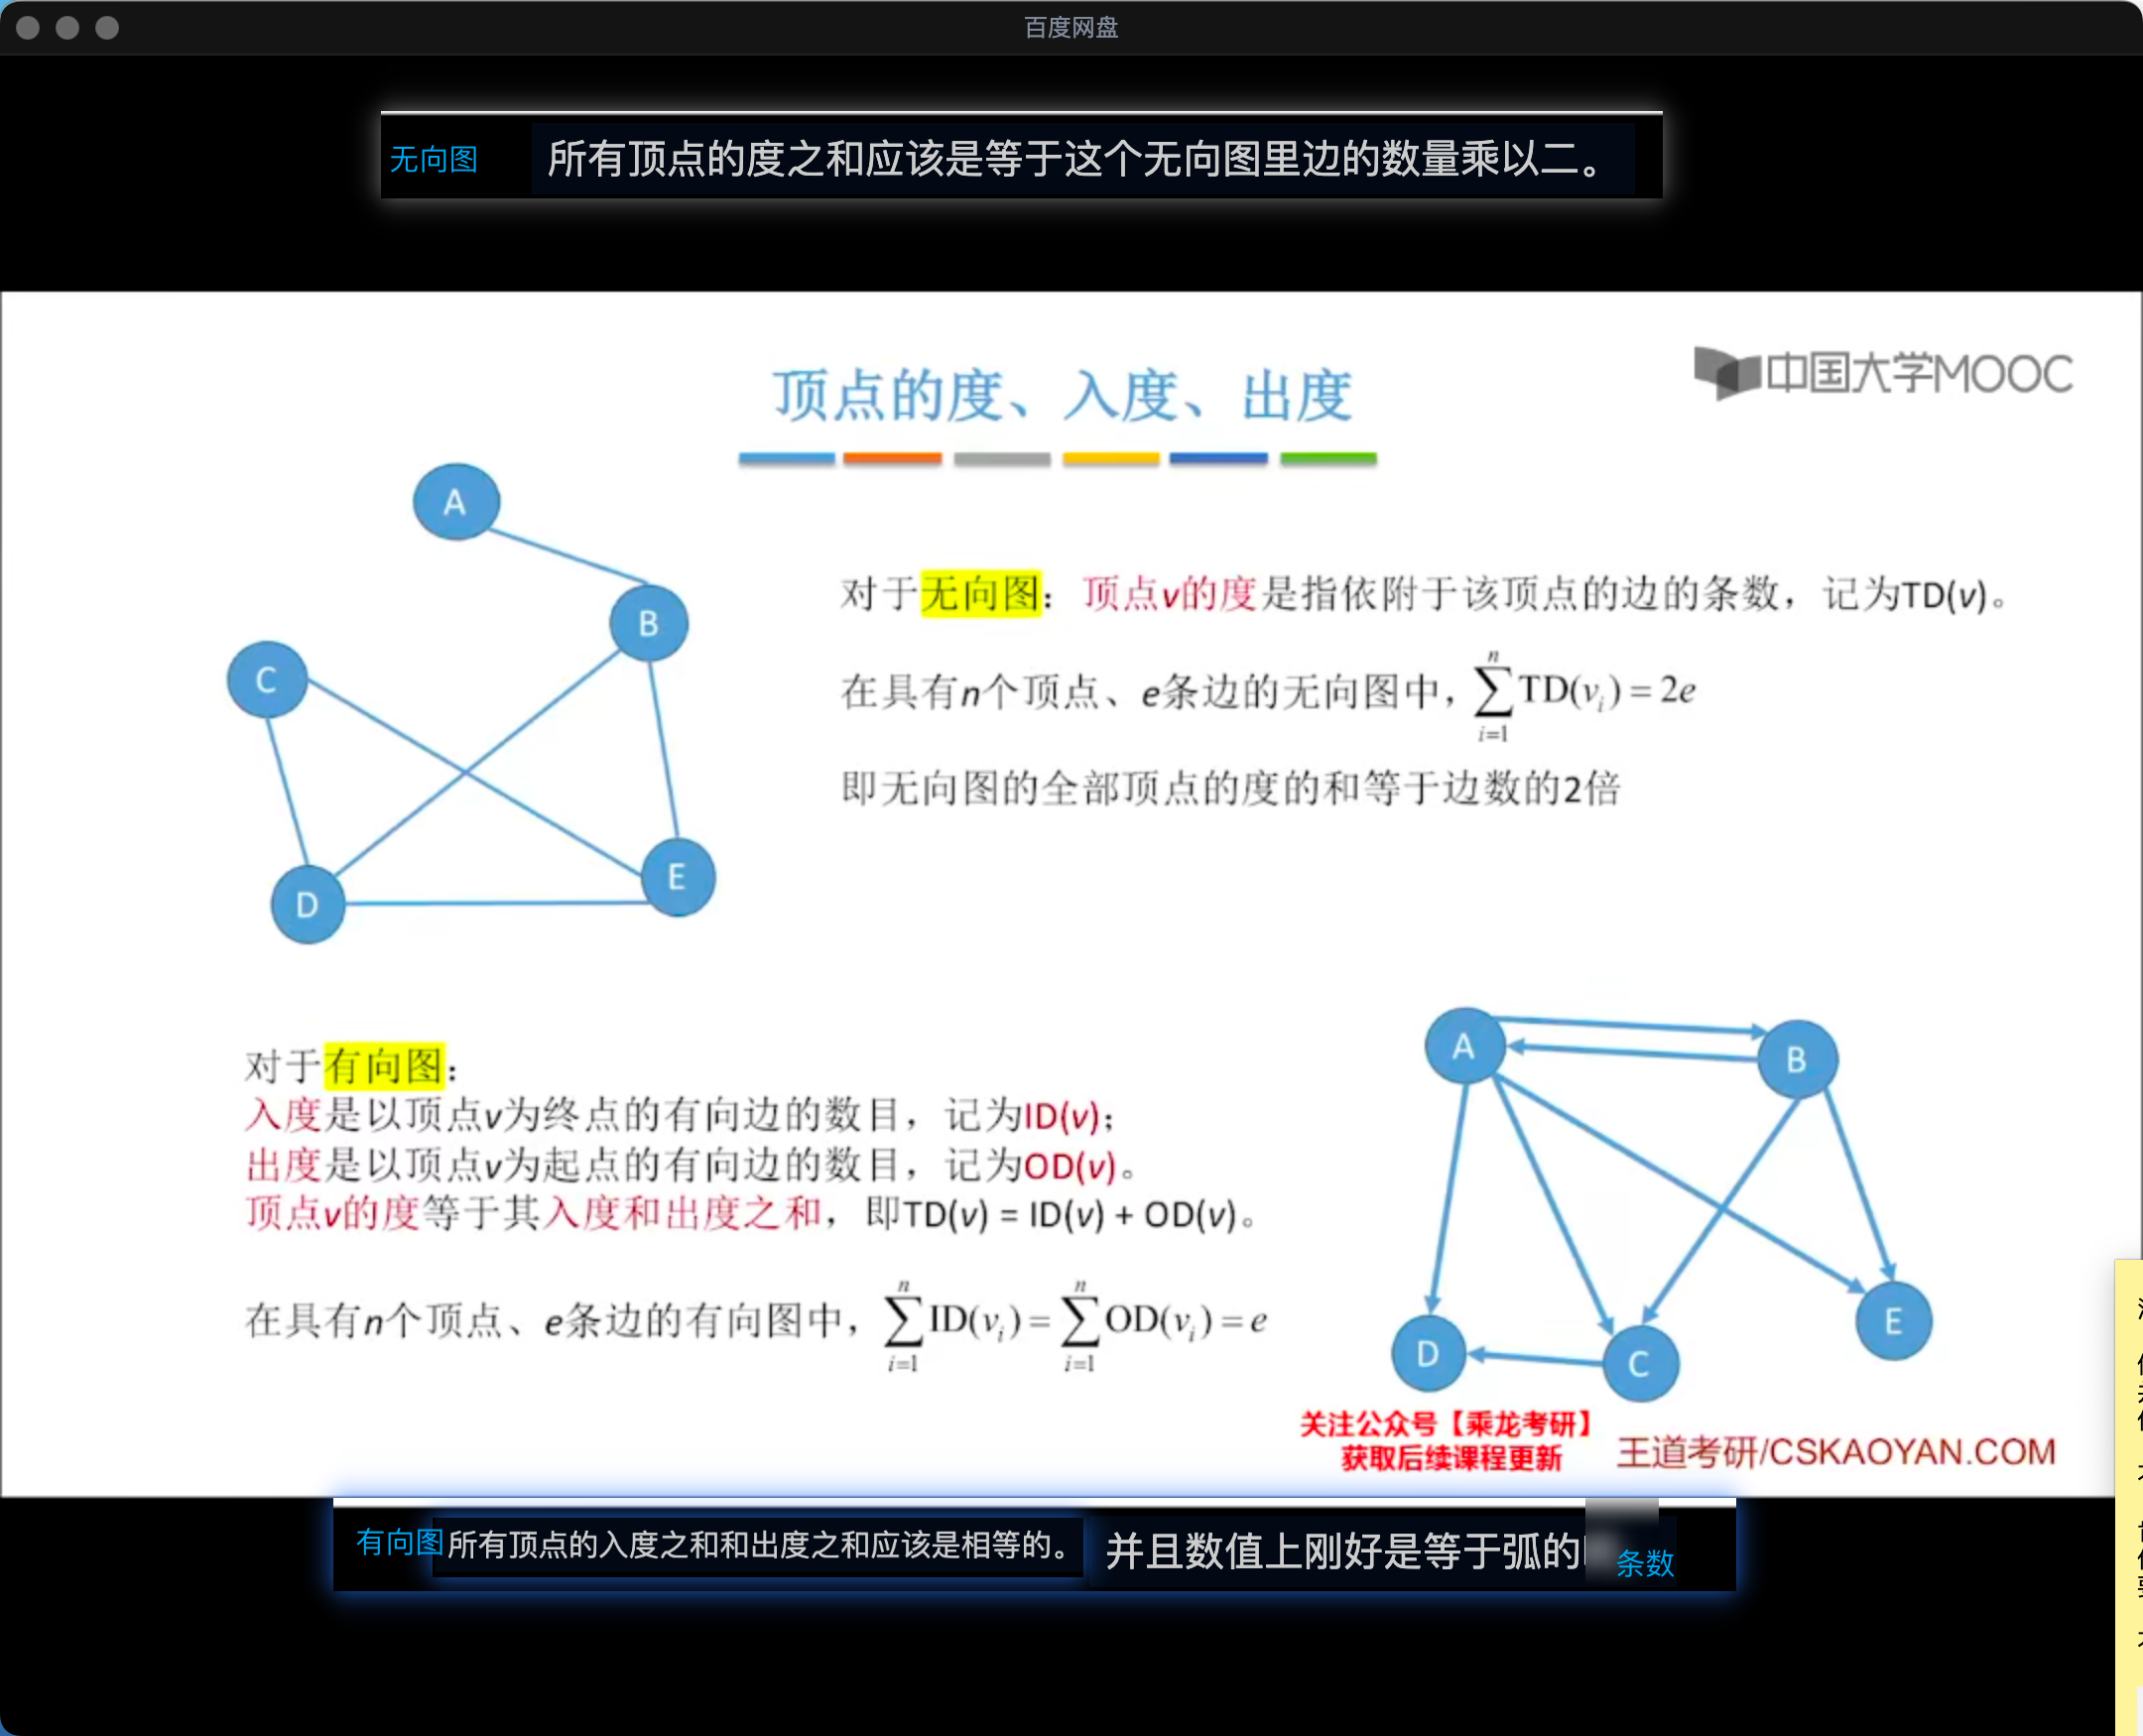 百度网盘
无向图 所有顶点的度之和应该是等于这个无向图里边的数量乘以二。
中国大学MOOC
顶点的度、入度、出度
A
B
C
D
E
对于无向图：顶点v的度是指依附于该顶点的边的条数，记为TD(v)。
在具有n个顶点、e条边的无向图中，∑_{i=1}^{n} TD(v_i) = 2e
即无向图的全部顶点的度的和等于边数的2倍
对于有向图：
入度是以顶点v为终点的有向边的数目，记为ID(v)；
出度是以顶点v为起点的有向边的数目，记为OD(v)。
顶点v的度等于其入度和出度之和，即TD(v) = ID(v) + OD(v)。
在具有n个顶点、e条边的有向图中，∑_{i=1}^{n} ID(v_i) = ∑_{i=1}^{n} OD(v_i) = e
A
B
D
C
E
关注公众号【乘龙考研】
获取后续课程更新
王道考研/CSKAOYAN.COM
有向图 所有顶点的入度之和和出度之和应该是相等的。 并且数值上刚好是等于弧的 条数